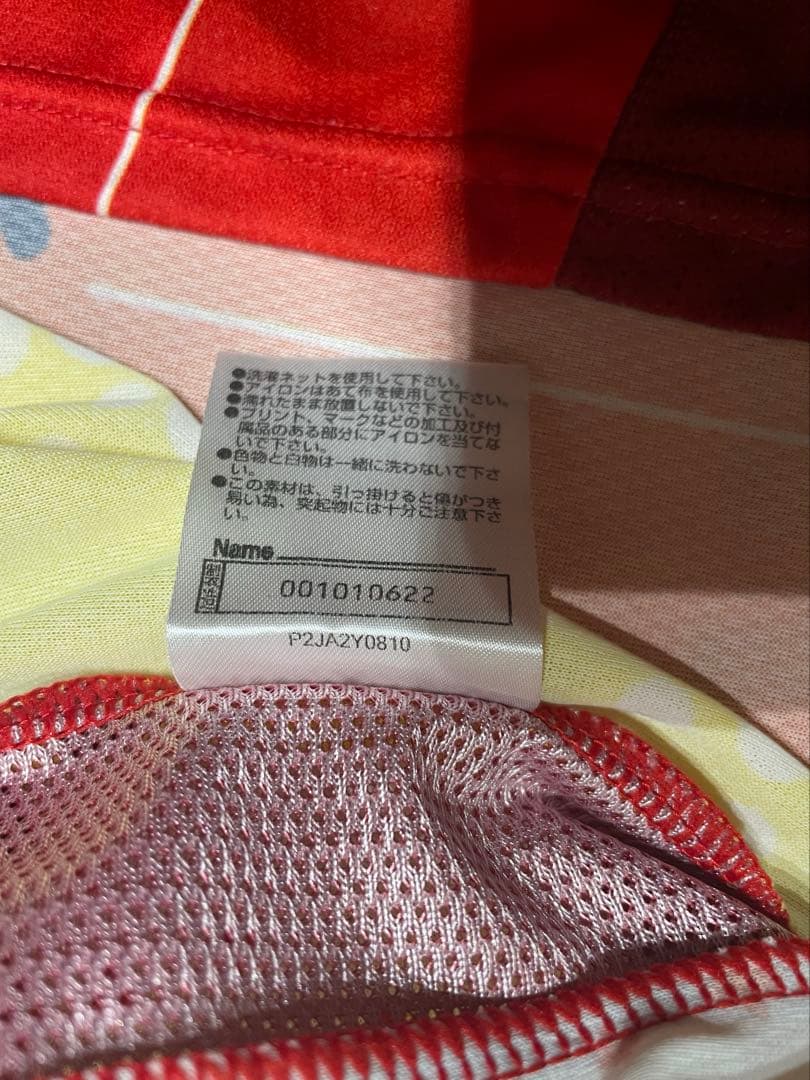 ●洗濯ネットを使用して下さい。
●アイロンはあて布を使用して下さい。
●濡れたまま放置しないで下さい。
●プリント、マークなどの加工及び付
属品のある部分にアイロンを当てな
いで下さい。
●色物と白物は一緒に洗わないで下さ
い。
●この素材は、引っ掛けると傷がつき
易い為、突起物には十分ご注意下さ
い。
Name
001010622
P2JA2Y0810